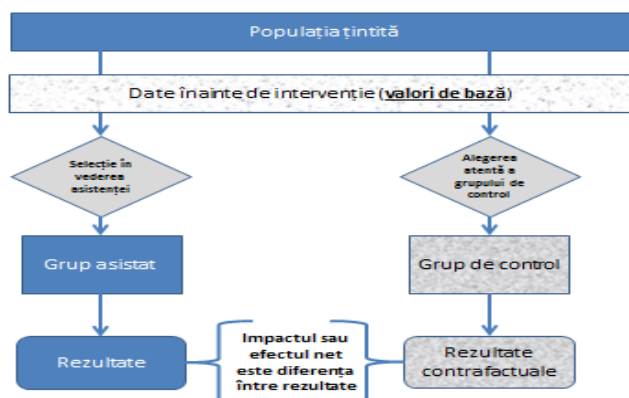 Populația țintită
Date înainte de intervenție (valori de bază)
Selecție în
vederea
asistenței
Alegerea
atentă a
grupului de
control
Grup asistat
Grup de control
Rezultate
Impactul sau
efectul net
este diferența
între rezultate
Rezultate
contrafactuale